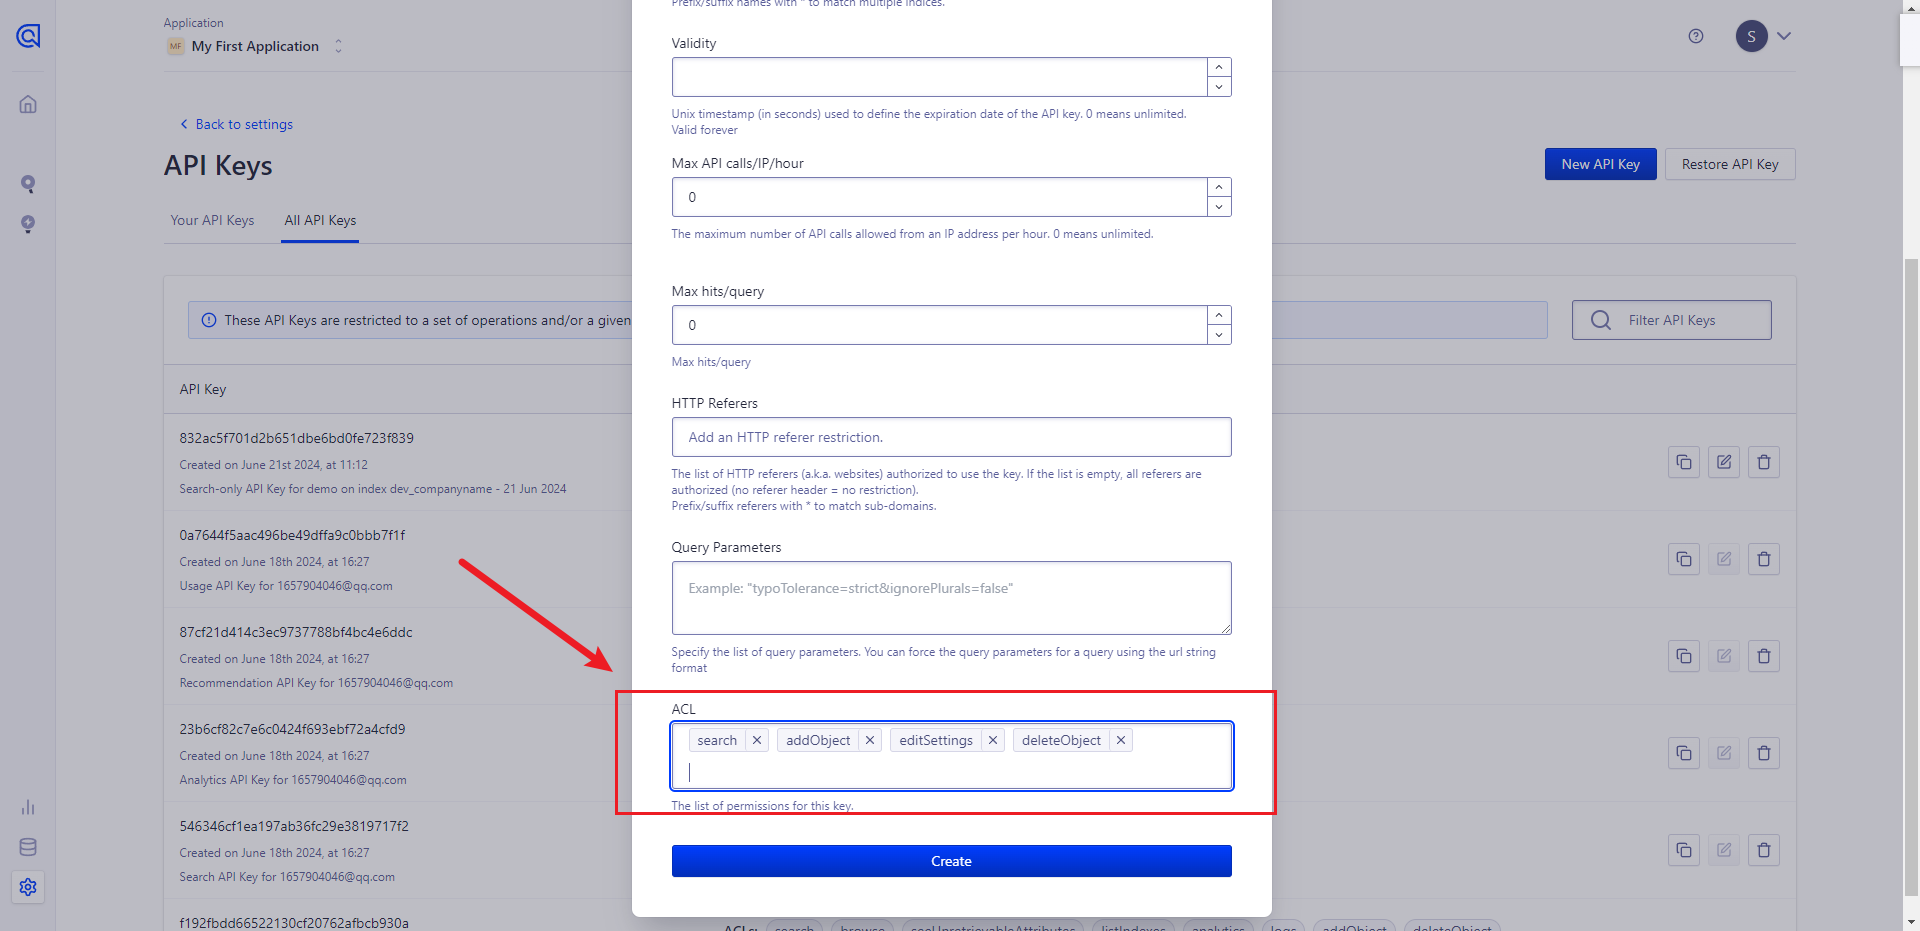 Application
MF My First Application
S
Back to settings
API Keys
New API Key
Restore API Key
Your API Keys
All API Keys
These API Keys are restricted to a set of operations and/or a given
Filter API Keys
API Key
832ac5f701d2b651dbe6bd0fe723f839
Created on June 21st 2024, at 11:12
Search-only API Key for demo on index dev_companyname - 21 Jun 2024
0a7644f5aac496be49dffa9c0bbb7f1f
Created on June 18th 2024, at 16:27
Usage API Key for 1657904046@qq.com
87cf21d414c3ec9737788bf4bc4e6ddc
Created on June 18th 2024, at 16:27
Recommendation API Key for 1657904046@qq.com
23b6cf82c7e6c0424f693ebf72a4cfd9
Created on June 18th 2024, at 16:27
Analytics API Key for 1657904046@qq.com
546346cf1ea197ab36fc29e3819717f2
Created on June 18th 2024, at 16:27
Search API Key for 1657904046@qq.com
f192fbdd66522130cf20762afbcb930a
Prefix/suffix names with * to match multiple indices.
Validity
Unix timestamp (in seconds) used to define the expiration date of the API key. 0 means unlimited.
Valid forever
Max API calls/IP/hour
0
The maximum number of API calls allowed from an IP address per hour. 0 means unlimited.
Max hits/query
0
Max hits/query
HTTP Referers
Add an HTTP referer restriction.
The list of HTTP referers (a.k.a. websites) authorized to use the key. If the list is empty, all referers are
authorized (no referer header = no restriction).
Prefix/suffix referers with * to match sub-domains.
Query Parameters
Example: "typoTolerance=strict&ignorePlurals=false"
Specify the list of query parameters. You can force the query parameters for a query using the url string
format
ACL
search addObject editSettings deleteObject
The list of permissions for this key.
Create
ACLs: search browse seeUnretrievableAttributes listIndexes analytics logs addObject deleteObject